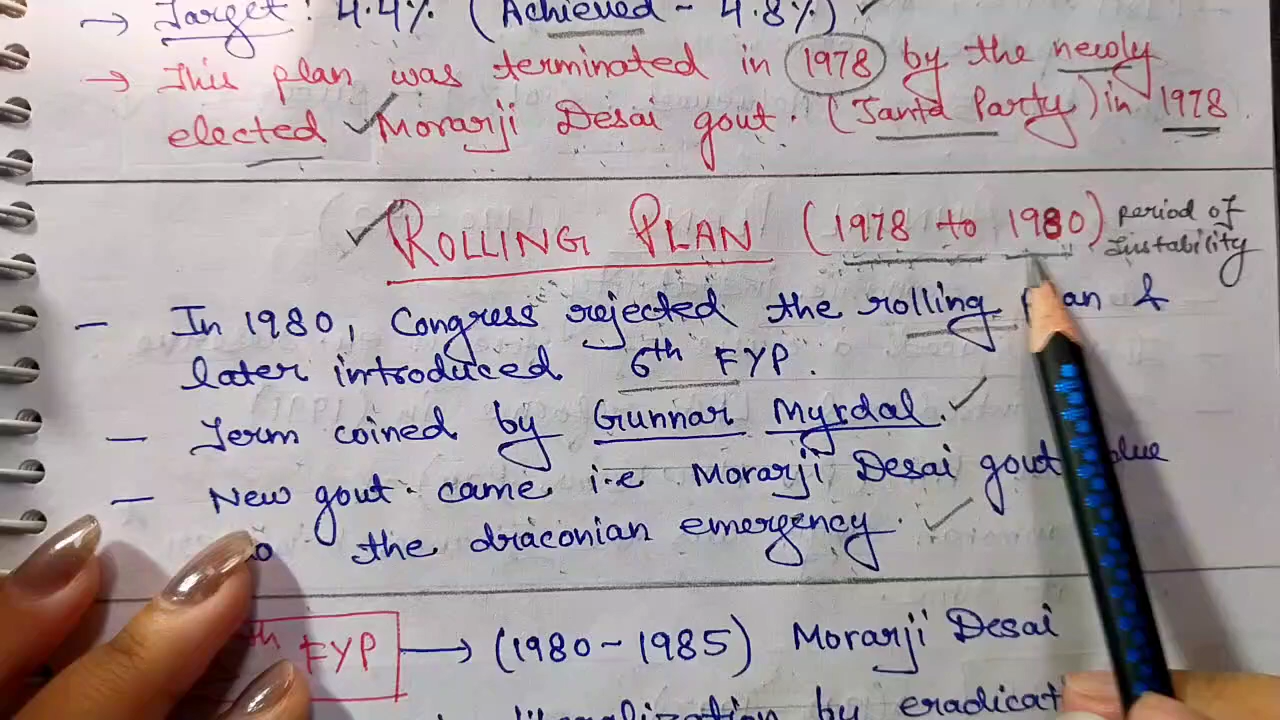 → Target : 4.4% ( Achieved - 4.8% )
→ This plan was terminated in 1978 by the newly
elected Morarji Desai govt. (Janta Party) in 1978.
ROLLING PLAN ( 1978 to 1980) period of
Instability
- In 1980, Congress rejected the rolling plan &
later introduced 6th FYP.
- Term coined by Gunnar Myrdal.
- New govt. came i.e Morarji Desai govt due
to the draconian emergency.
th FYP → (1980-1985) Morarji Desai
by